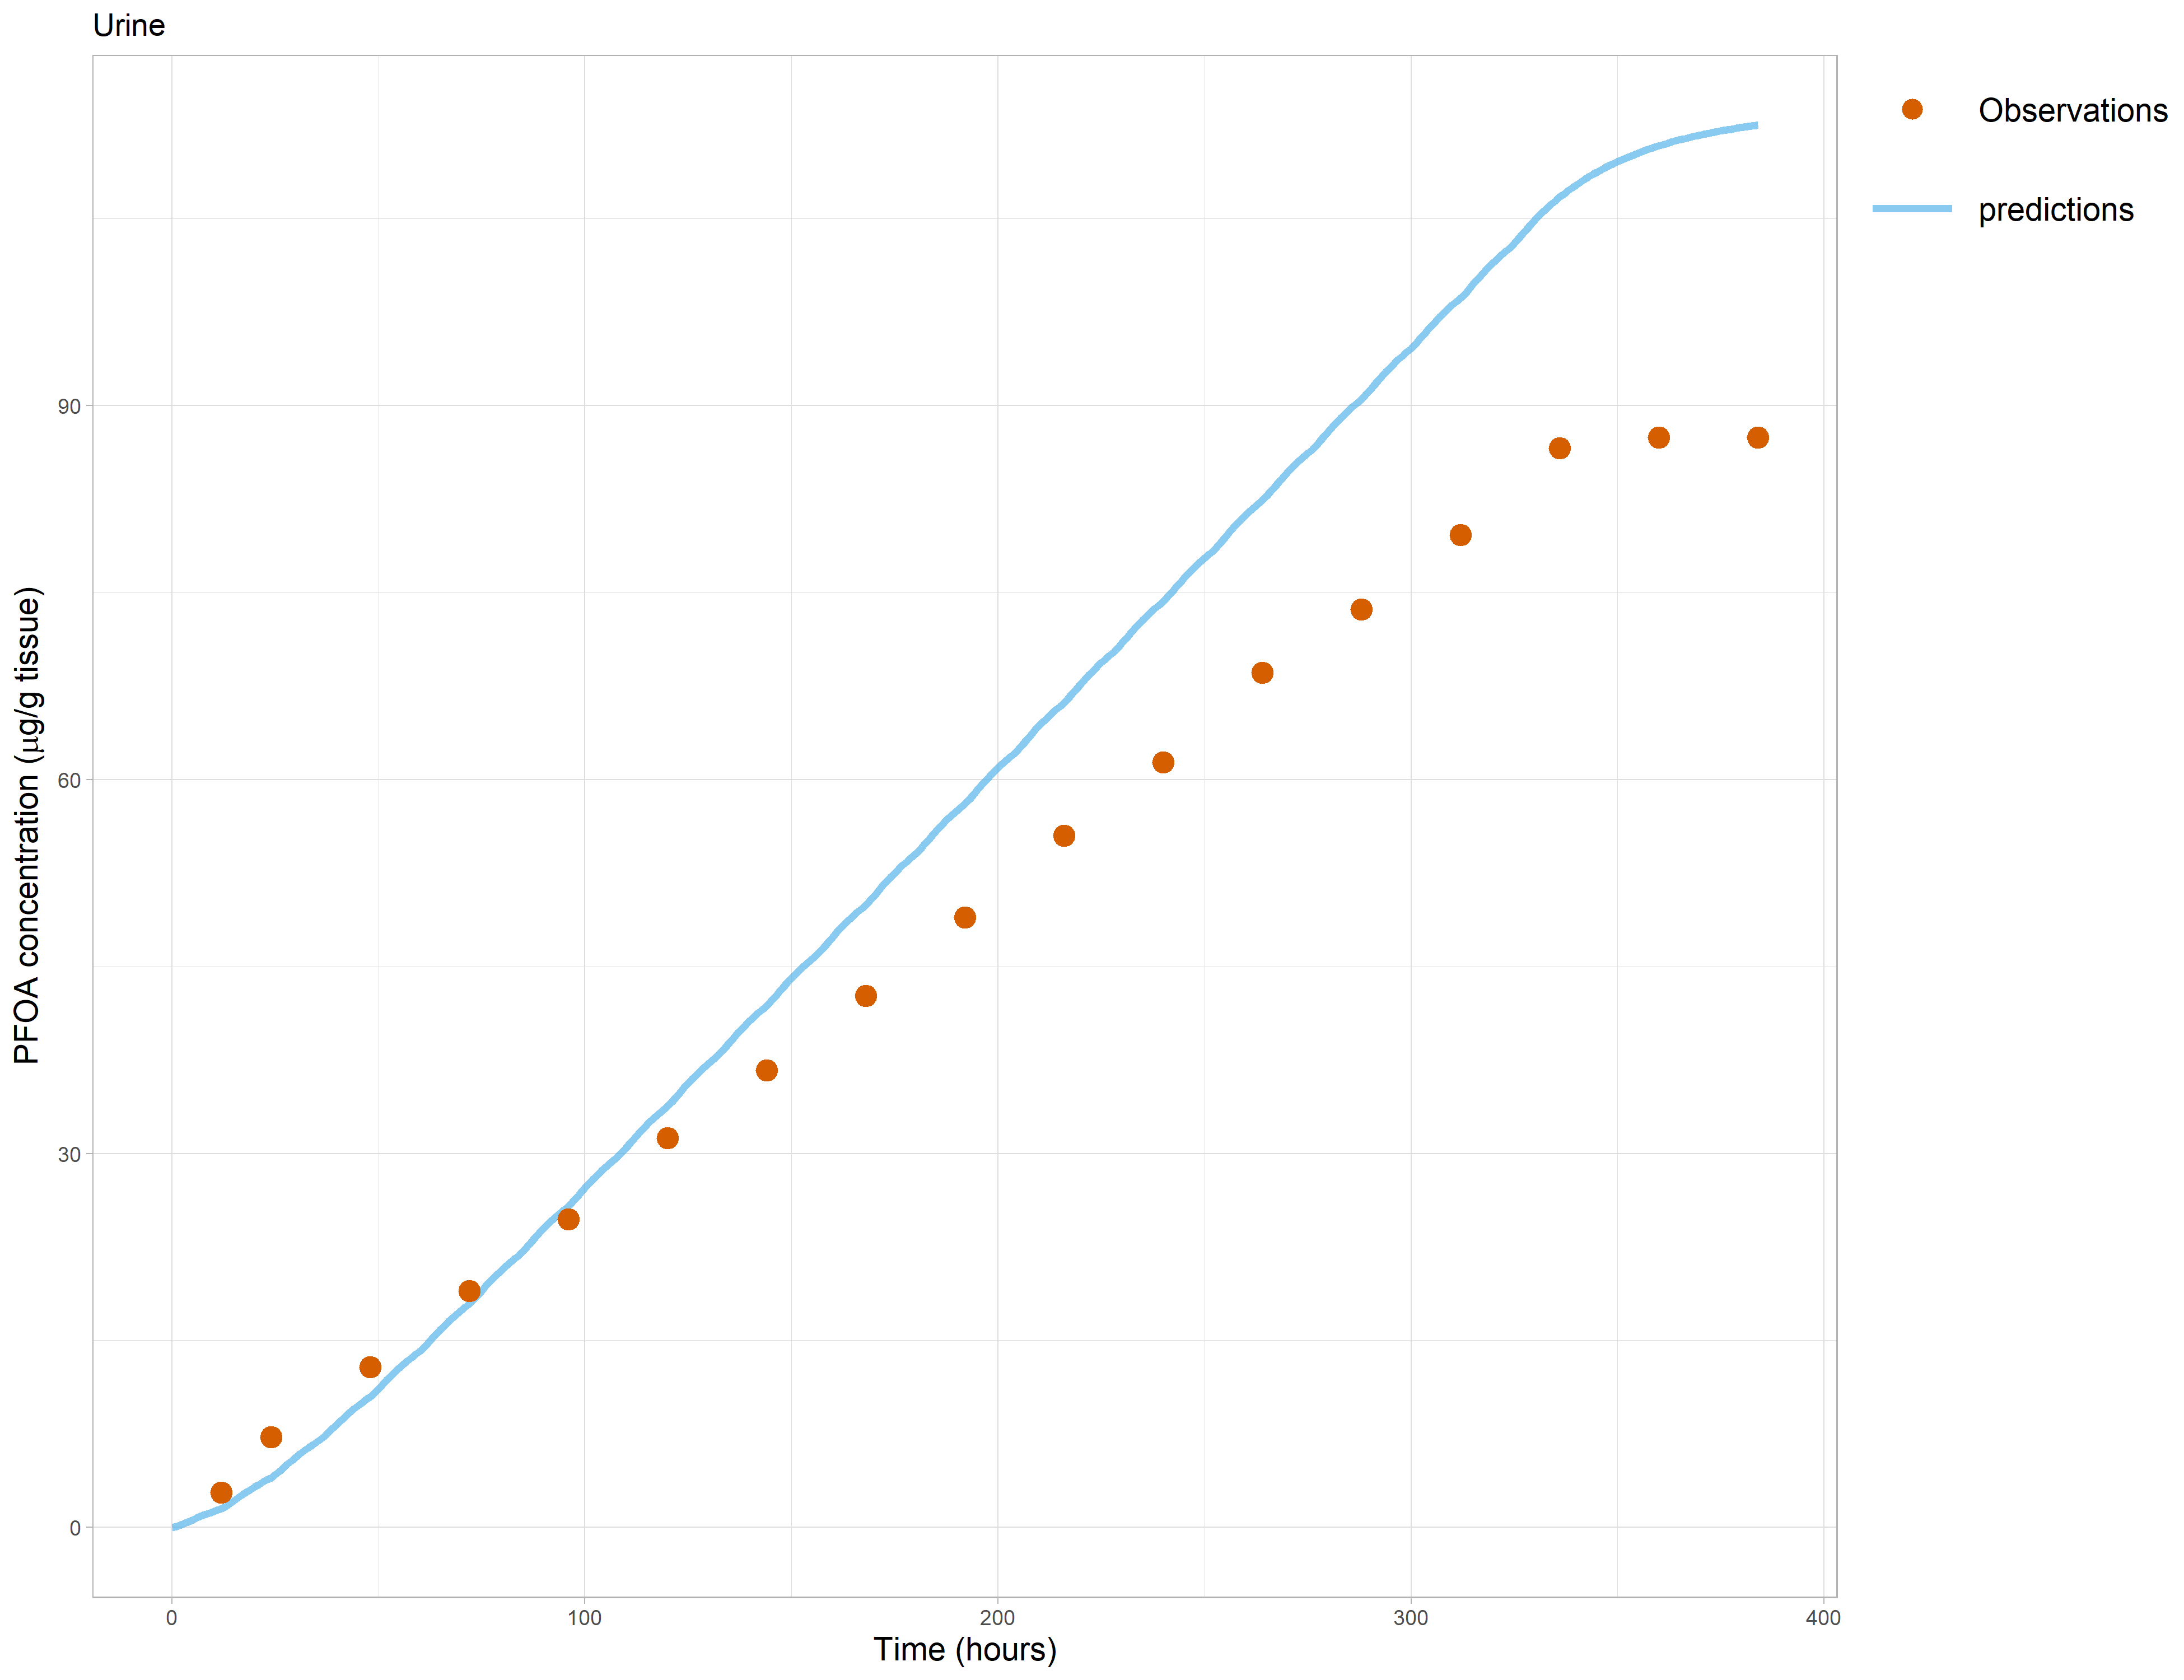 Urine
Observations
predictions
PFOA concentration (μg/g tissue)
90
60
30
0
0 100 200 300 400
Time (hours)